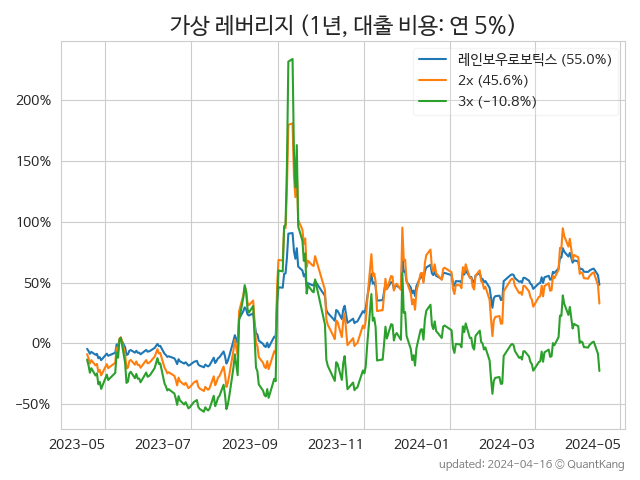 가상 레버리지 (1년, 대출 비용: 연 5%)
레인보우로보틱스 (55.0%)
2x (45.6%)
3x (−10.8%)
200%
150%
100%
50%
0%
−50%
2023-05 2023-07 2023-09 2023-11 2024-01 2024-03 2024-05
updated: 2024-04-16 © QuantKang